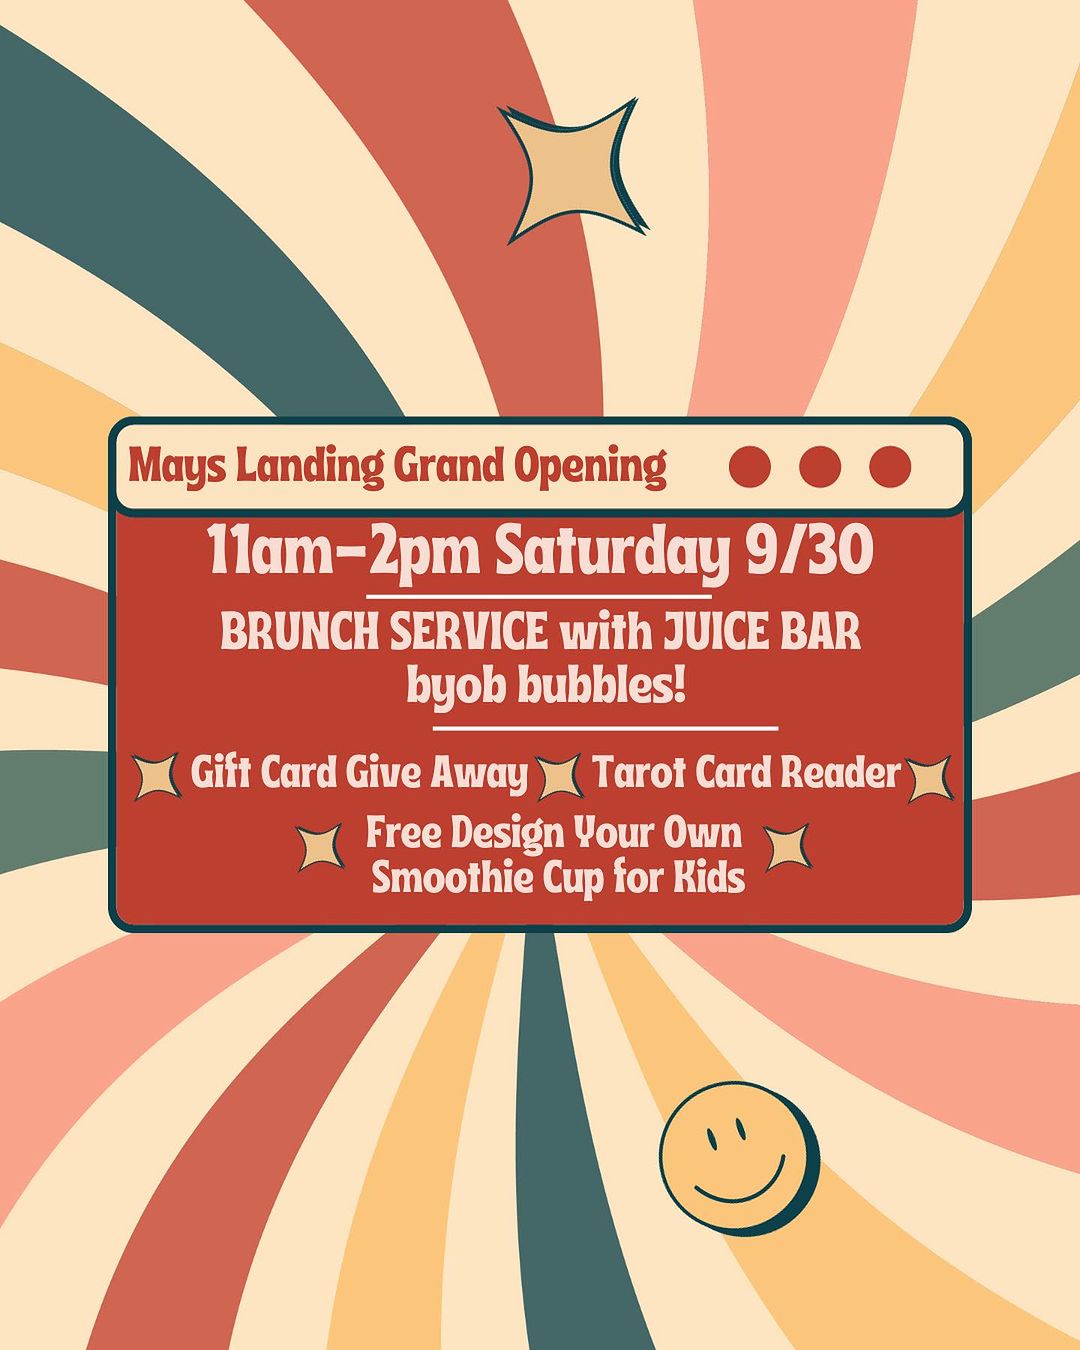 Mays Landing Grand Opening
11am-2pm Saturday 9/30
BRUNCH SERVICE with JUICE BAR
byob bubbles!
Gift Card Give Away Tarot Card Reader
Free Design Your Own
Smoothie Cup for Kids